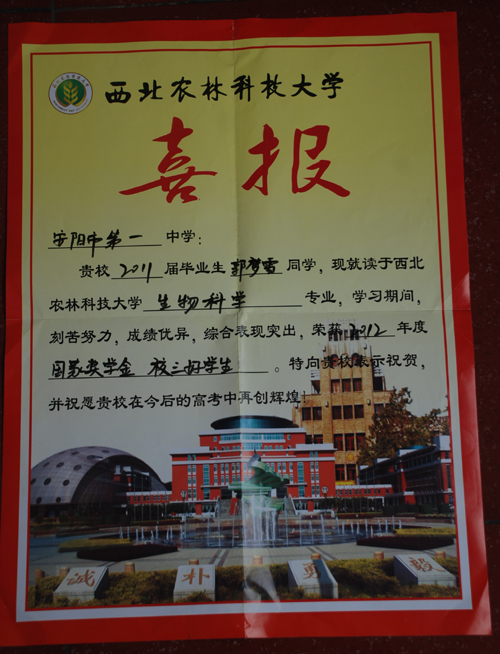 西北农林科技大学
喜报
安阳市第一中学：
贵校2011届毕业生郭梦雪同学，现就读于西北
农林科技大学生物科学专业，学习期间，
刻苦努力，成绩优异，综合表现突出，荣获2012年度
国家奖学金 校三好学生。特向贵校表示祝贺，
并祝愿贵校在今后的高考中再创辉煌！
诚 朴 勇 毅